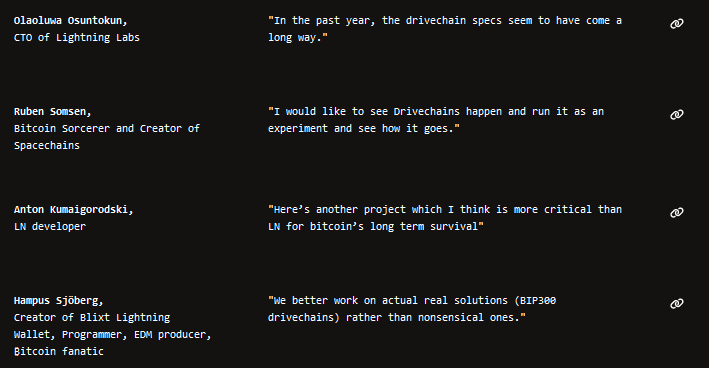 Olaoluwa Osuntokun,
CTO of Lightning Labs
"In the past year, the drivechain specs seem to have come a
long way."
Ruben Somsen,
Bitcoin Sorcerer and Creator of
Spacechains
"I would like to see Drivechains happen and run it as an
experiment and see how it goes."
Anton Kumaigorodski,
LN developer
"Here’s another project which I think is more critical than
LN for bitcoin’s long term survival"
Hampus Sjöberg,
Creator of Blixt Lightning
Wallet, Programmer, EDM producer,
Bitcoin fanatic
"We better work on actual real solutions (BIP300
drivechains) rather than nonsensical ones."